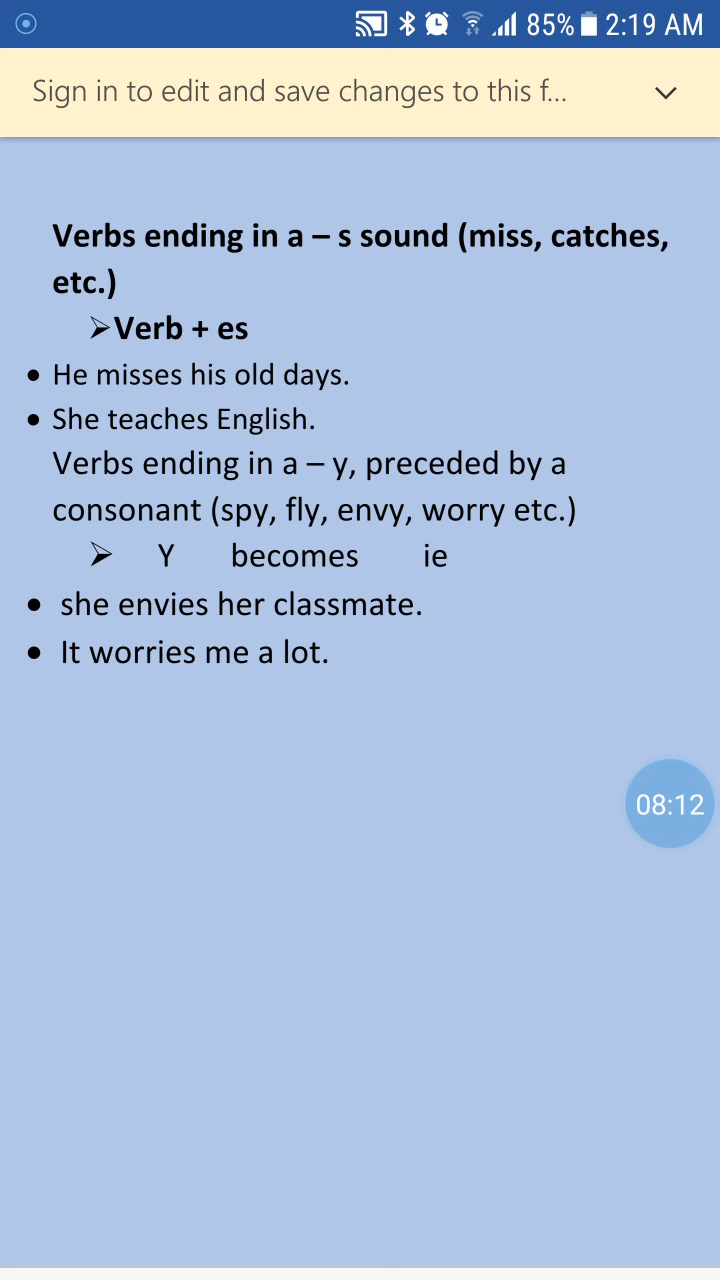 85% 2:19 AM
Sign in to edit and save changes to this f...
Verbs ending in a – s sound (miss, catches,
etc.)
➢Verb + es
• He misses his old days.
• She teaches English.
Verbs ending in a – y, preceded by a
consonant (spy, fly, envy, worry etc.)
➢ Y becomes ie
• she envies her classmate.
• It worries me a lot.
08:12